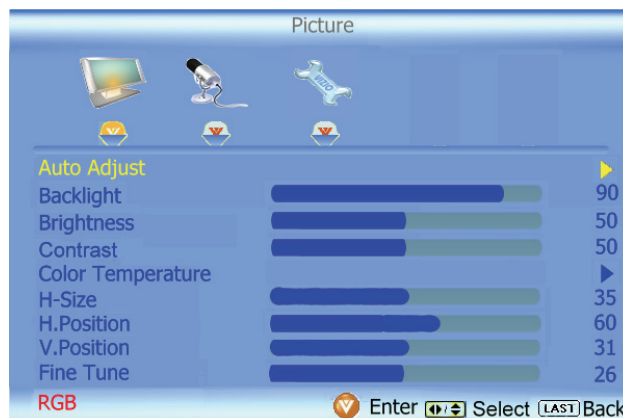 Picture
VIZIO
Auto Adjust
Backlight 90
Brightness 50
Contrast 50
Color Temperature
H-Size 35
H.Position 60
V.Position 31
Fine Tune 26
RGB Enter Select LAST Back